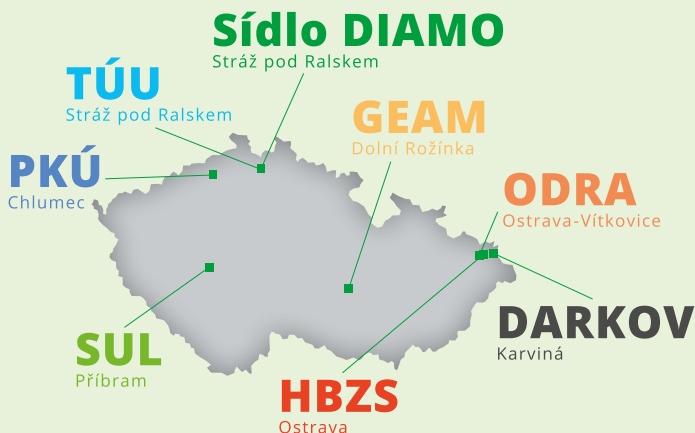 Sídlo DIAMO
Stráž pod Ralskem
TÚU
Stráž pod Ralskem
GEAM
Dolní Rožínka
PKÚ
Chlumec
ODRA
Ostrava-Vítkovice
DARKOV
Karviná
SUL
Příbram
HBZS
Ostrava